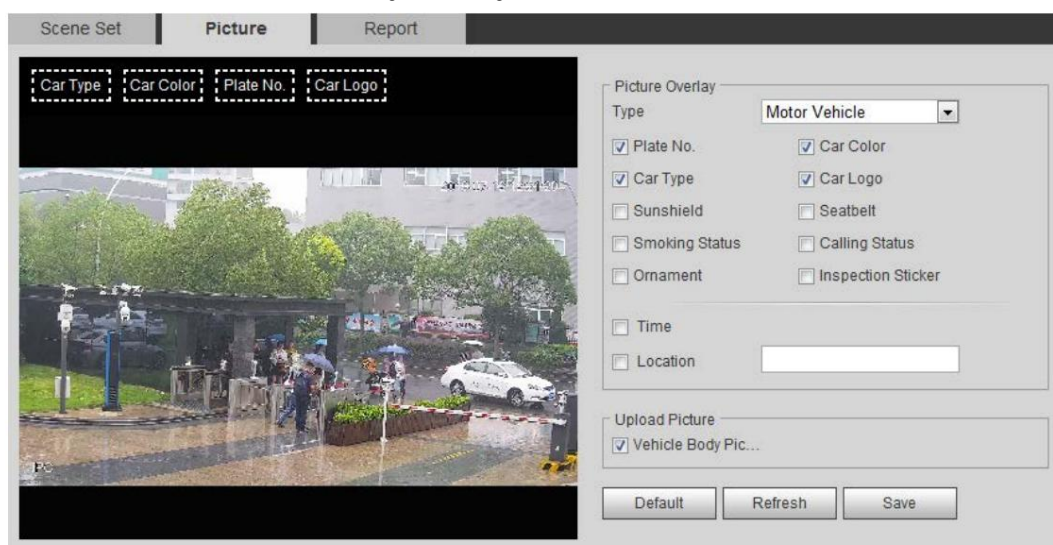 Scene Set Picture Report
Car Type Car Color Plate No. Car Logo
Picture Overlay
Type Motor Vehicle
Plate No. Car Color
Car Type Car Logo
Sunshield Seatbelt
Smoking Status Calling Status
Ornament Inspection Sticker
Time
Location
Upload Picture
Vehicle Body Pic...
Default Refresh Save